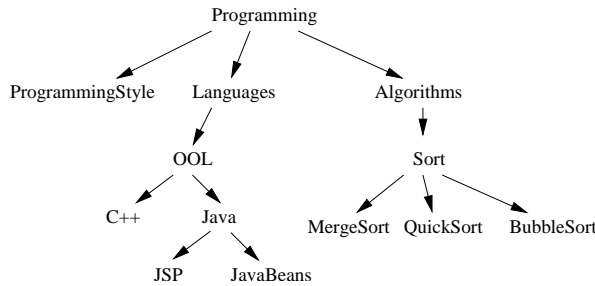 Programming
ProgrammingStyle Languages Algorithms
OOL Sort
C++ Java MergeSort QuickSort BubbleSort
JSP JavaBeans